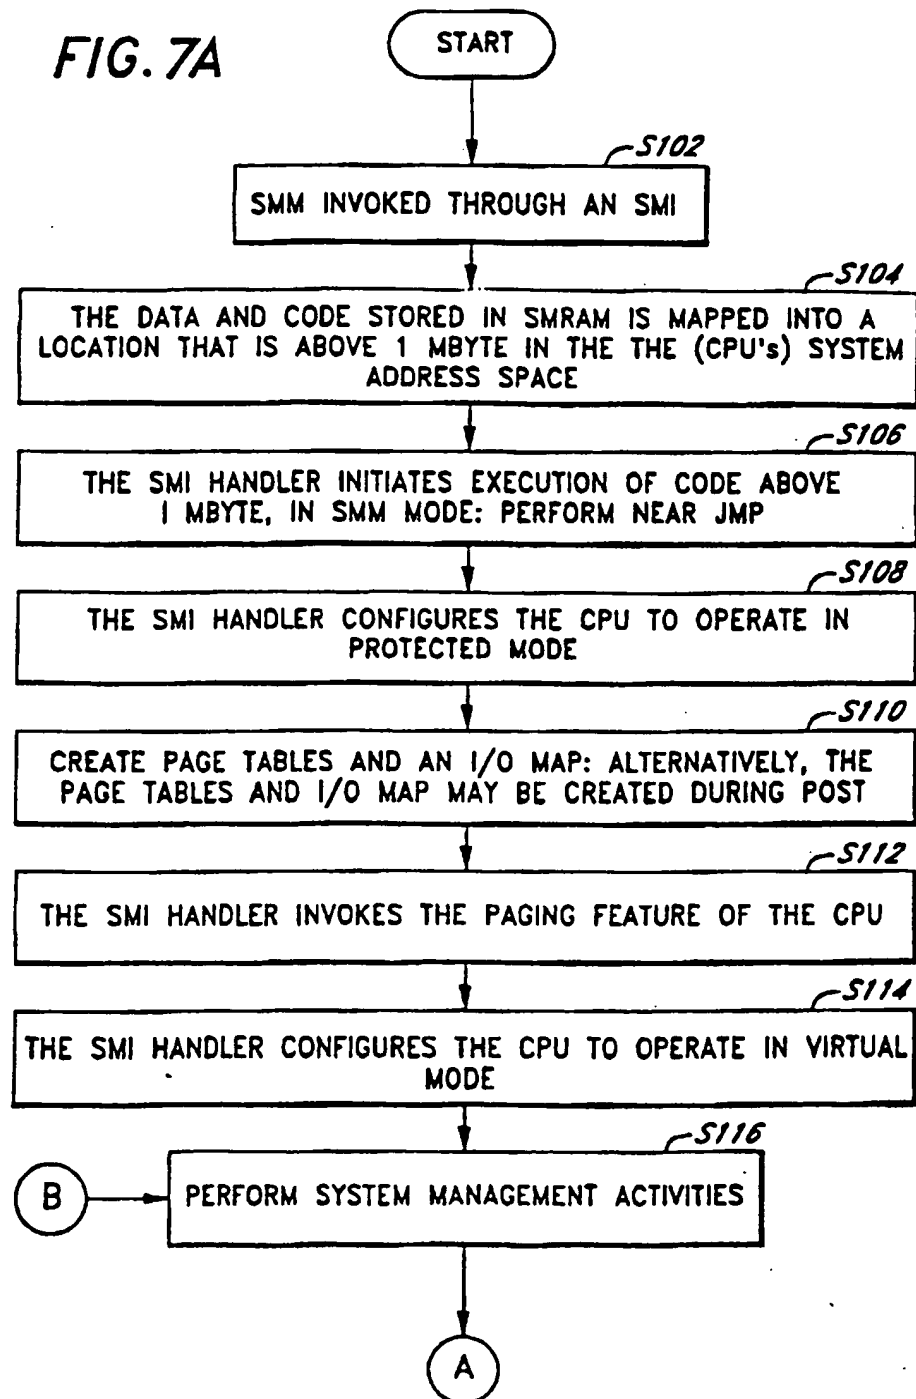 FIG. 7A
START
S102
SMM INVOKED THROUGH AN SMI
S104
THE DATA AND CODE STORED IN SMRAM IS MAPPED INTO A
LOCATION THAT IS ABOVE 1 MBYTE IN THE THE (CPU's) SYSTEM
ADDRESS SPACE
S106
THE SMI HANDLER INITIATES EXECUTION OF CODE ABOVE
1 MBYTE, IN SMM MODE: PERFORM NEAR JMP
S108
THE SMI HANDLER CONFIGURES THE CPU TO OPERATE IN
PROTECTED MODE
S110
CREATE PAGE TABLES AND AN I/O MAP: ALTERNATIVELY, THE
PAGE TABLES AND I/O MAP MAY BE CREATED DURING POST
S112
THE SMI HANDLER INVOKES THE PAGING FEATURE OF THE CPU
S114
THE SMI HANDLER CONFIGURES THE CPU TO OPERATE IN VIRTUAL
MODE
S116
B
PERFORM SYSTEM MANAGEMENT ACTIVITIES
A